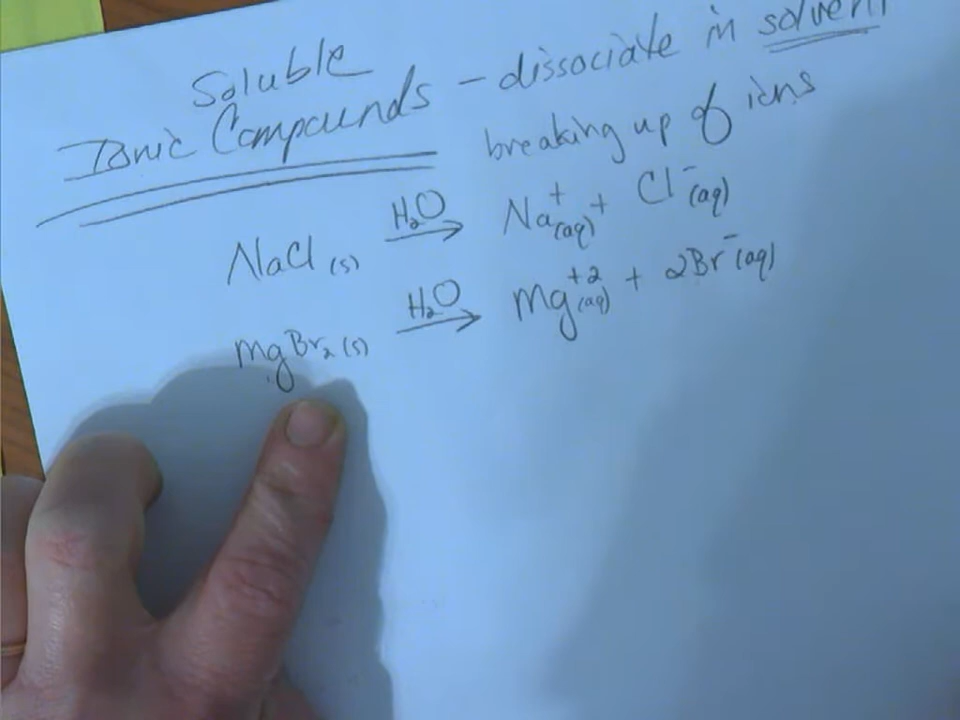 Soluble
Ionic Compounds - dissociate in solvent
breaking up of ions
NaCl (s) H₂O → Na⁺(aq) + Cl⁻(aq)
MgBr₂ (s) H₂O → Mg⁺²(aq) + 2Br⁻(aq)